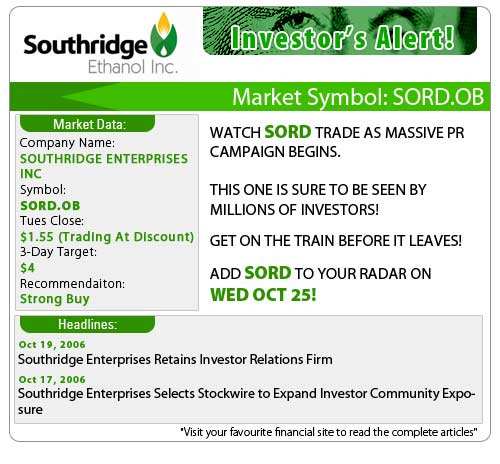 Southridge
Ethanol Inc.
Investor's Alert!
Market Symbol: SORD.OB
Market Data:
Company Name:
SOUTHRIDGE ENTERPRISES
INC
Symbol:
SORD.OB
Tues Close:
$1.55 (Trading At Discount)
3-Day Target:
$4
Recommendaiton:
Strong Buy
WATCH SORD TRADE AS MASSIVE PR
CAMPAIGN BEGINS.
THIS ONE IS SURE TO BE SEEN BY
MILLIONS OF INVESTORS!
GET ON THE TRAIN BEFORE IT LEAVES!
ADD SORD TO YOUR RADAR ON
WED OCT 25!
Headlines:
Oct 19, 2006
Southridge Enterprises Retains Investor Relations Firm
Oct 17, 2006
Southridge Enterprises Selects Stockwire to Expand Investor Community Expo-
sure
"Visit your favourite financial site to read the complete articles"